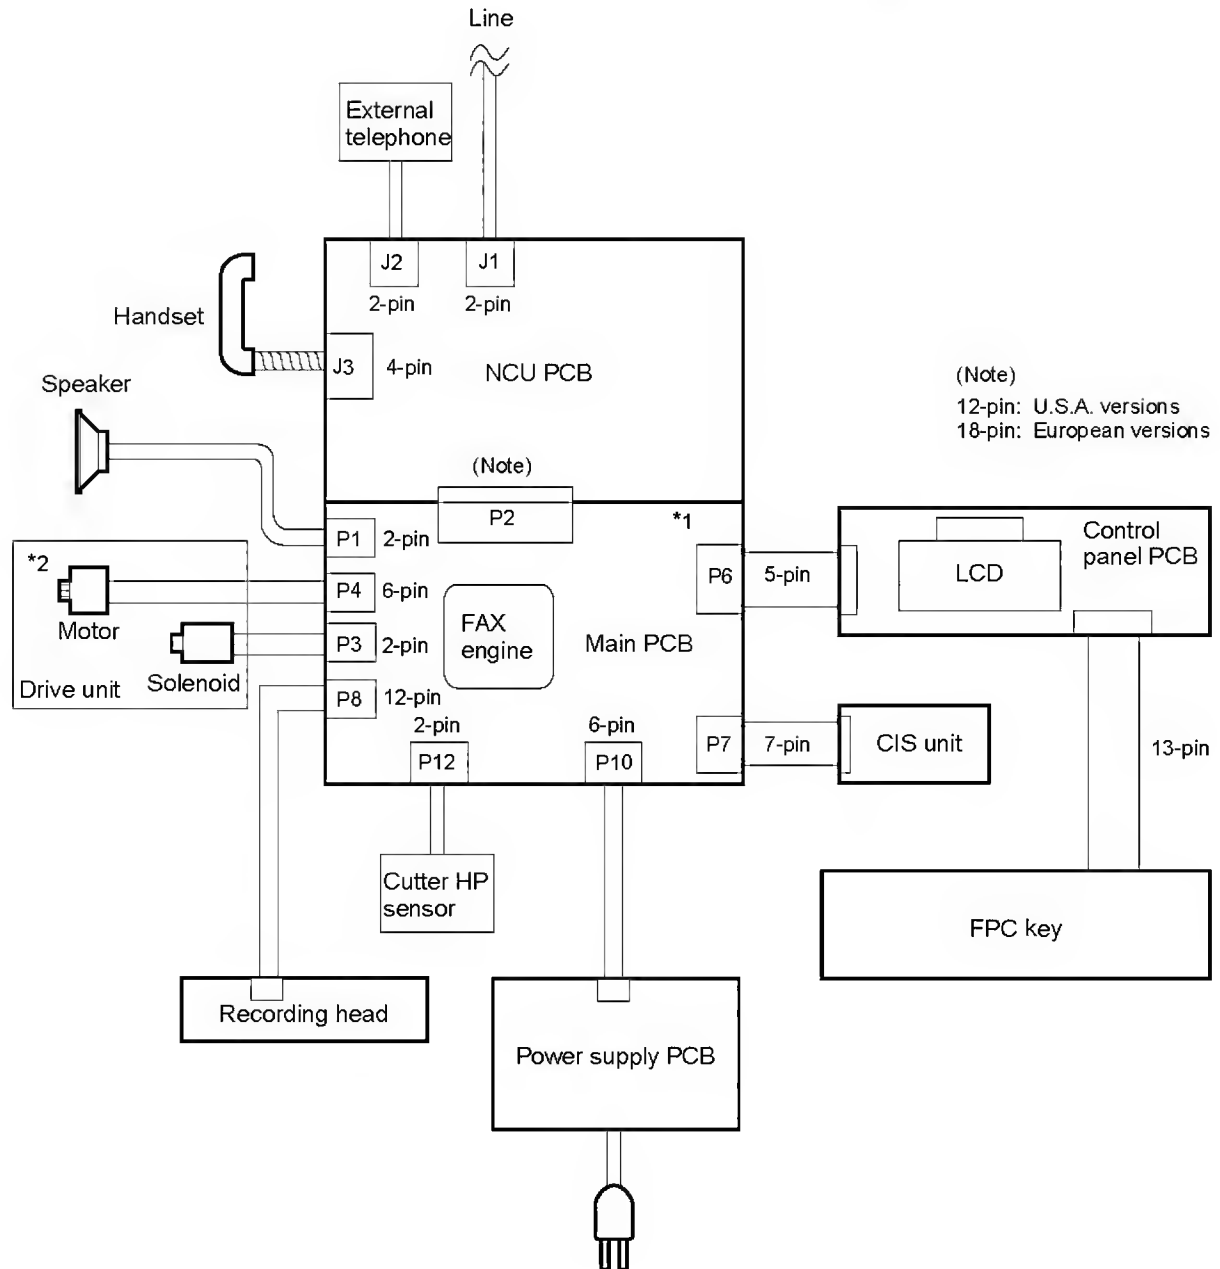 Line
External
telephone
J2
J1
2-pin
2-pin
Handset
J3
4-pin
NCU PCB
Speaker
(Note)
12-pin: U.S.A. versions
18-pin: European versions
(Note)
P2
*1
P1
2-pin
Control
panel PCB
LCD
*2
P4
6-pin
P6
5-pin
Motor
FAX
engine
Main PCB
P3
2-pin
Solenoid
Drive unit
P8
12-pin
2-pin
6-pin
P12
P10
P7
7-pin
CIS unit
13-pin
Cutter HP
sensor
FPC key
Recording head
Power supply PCB